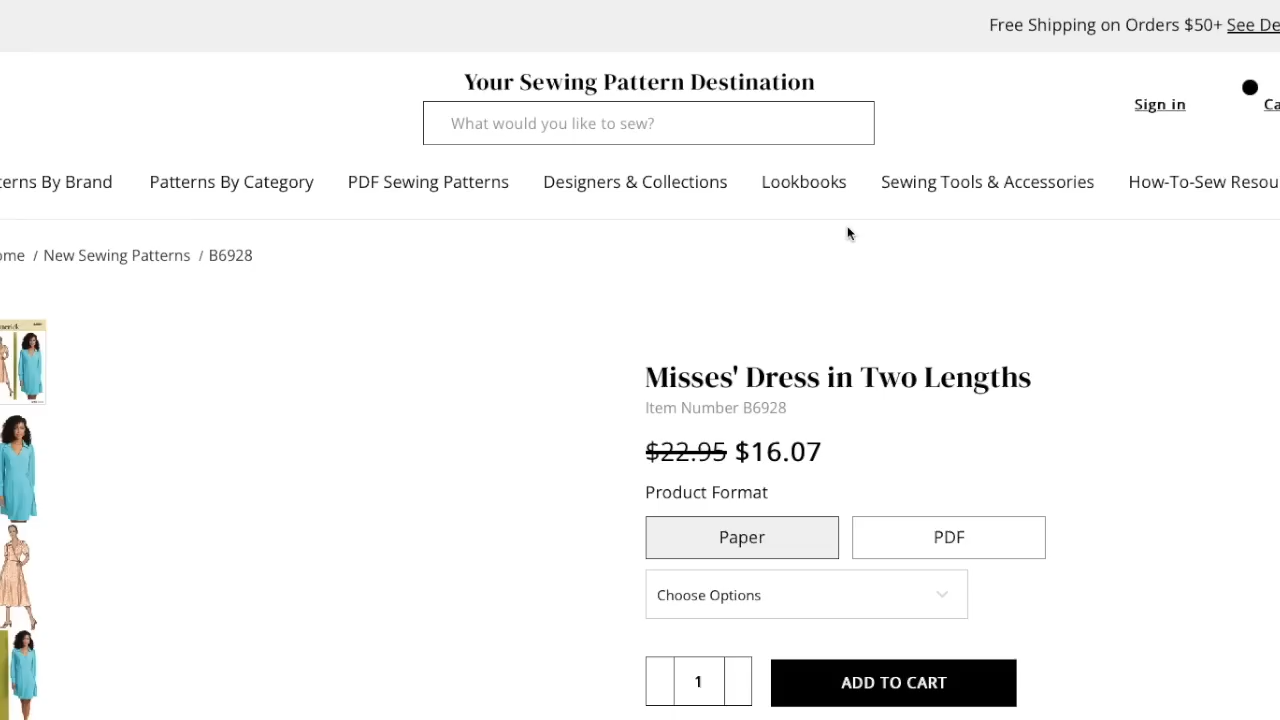 Free Shipping on Orders $50+ See De
Your Sewing Pattern Destination
What would you like to sew?
Sign in
Ca
terns By Brand
Patterns By Category
PDF Sewing Patterns
Designers & Collections
Lookbooks
Sewing Tools & Accessories
How-To-Sew Resou
ome / New Sewing Patterns / B6928
Misses' Dress in Two Lengths
Item Number B6928
$22.95 $16.07
Product Format
Paper
PDF
Choose Options
1
ADD TO CART